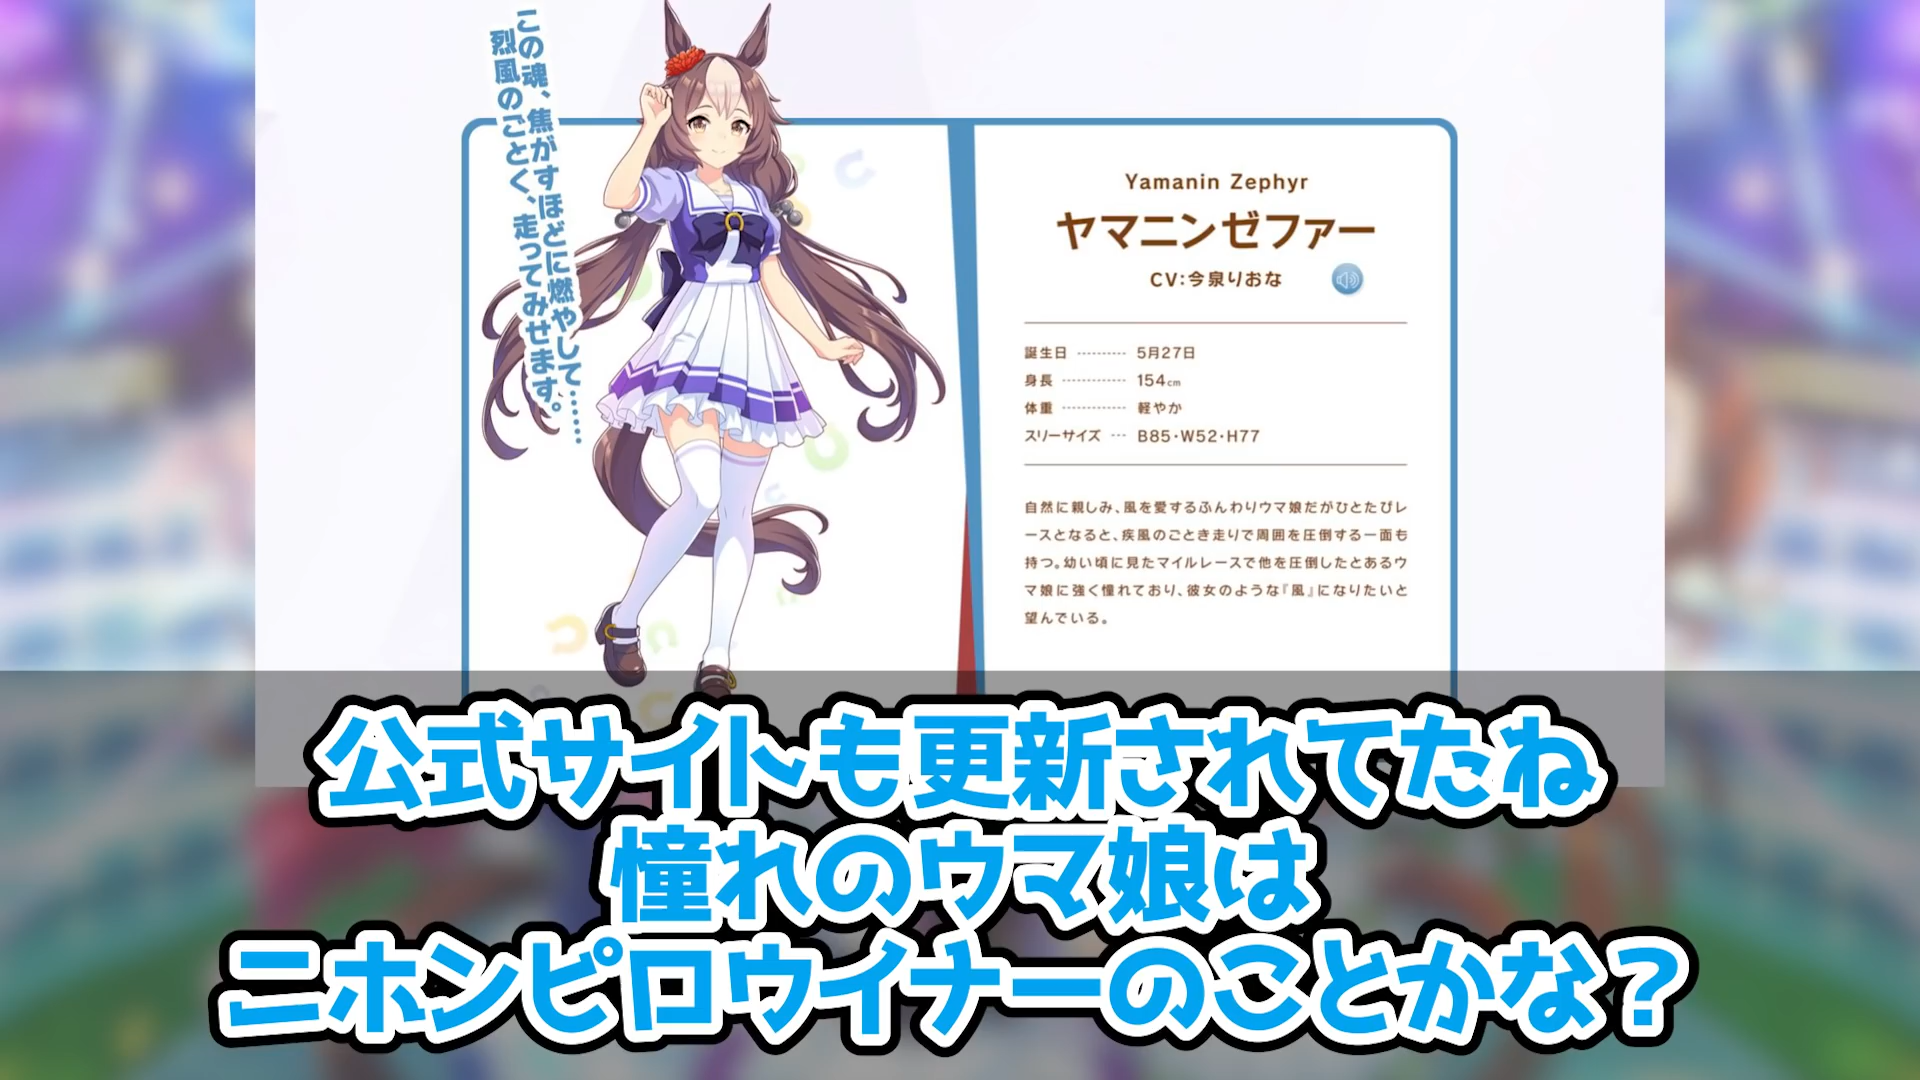 この魂、焦がすほどに燃やして……
烈風のごとく、走ってみせます。
Yamanin Zephyr
ヤマニンゼファー
CV:今泉りおな
誕生日 ---------- 5月27日
身長 ------------- 154cm
体重 ------------- 軽やか
スリーサイズ --- B85・W52・H77
自然に親しみ、風を愛するふんわりウマ娘だがひとたびレ
ースとなると、疾風のごとき走りで周囲を圧倒する一面も
持つ。幼い頃に見たマイルレースで他を圧倒したとあるウ
マ娘に強く憧れており、彼女のような『風』になりたいと
望んでいる。
公式サイトも更新されてたね
憧れのウマ娘は
ニホンピロウイナーのことかな？